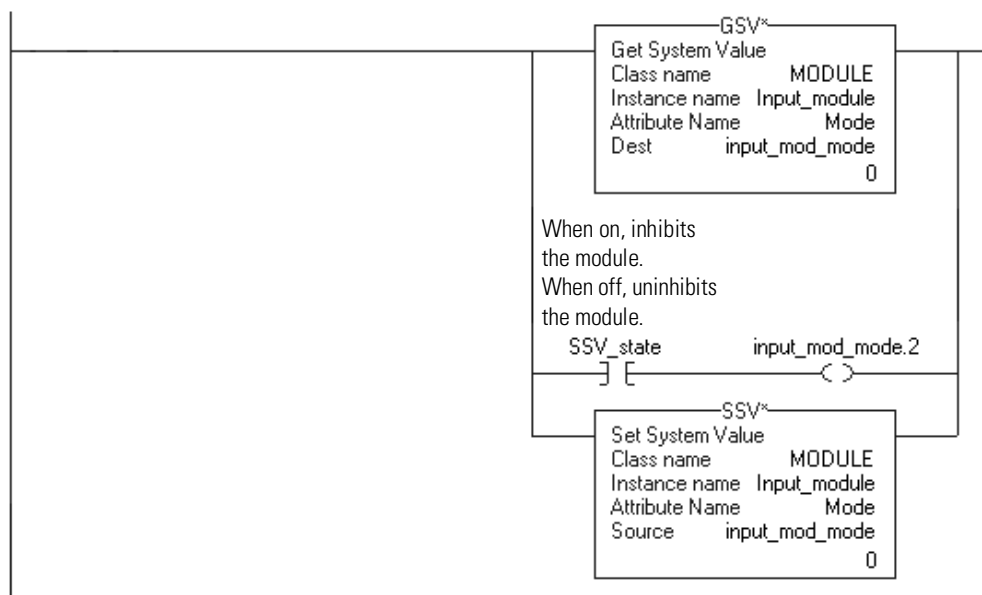 GSV*
Get System Value
Class name MODULE
Instance name Input_module
Attribute Name Mode
Dest input_mod_mode
0
When on, inhibits
the module.
When off, uninhibits
the module.
SSV_state input_mod_mode.2
SSV*
Set System Value
Class name MODULE
Instance name Input_module
Attribute Name Mode
Source input_mod_mode
0